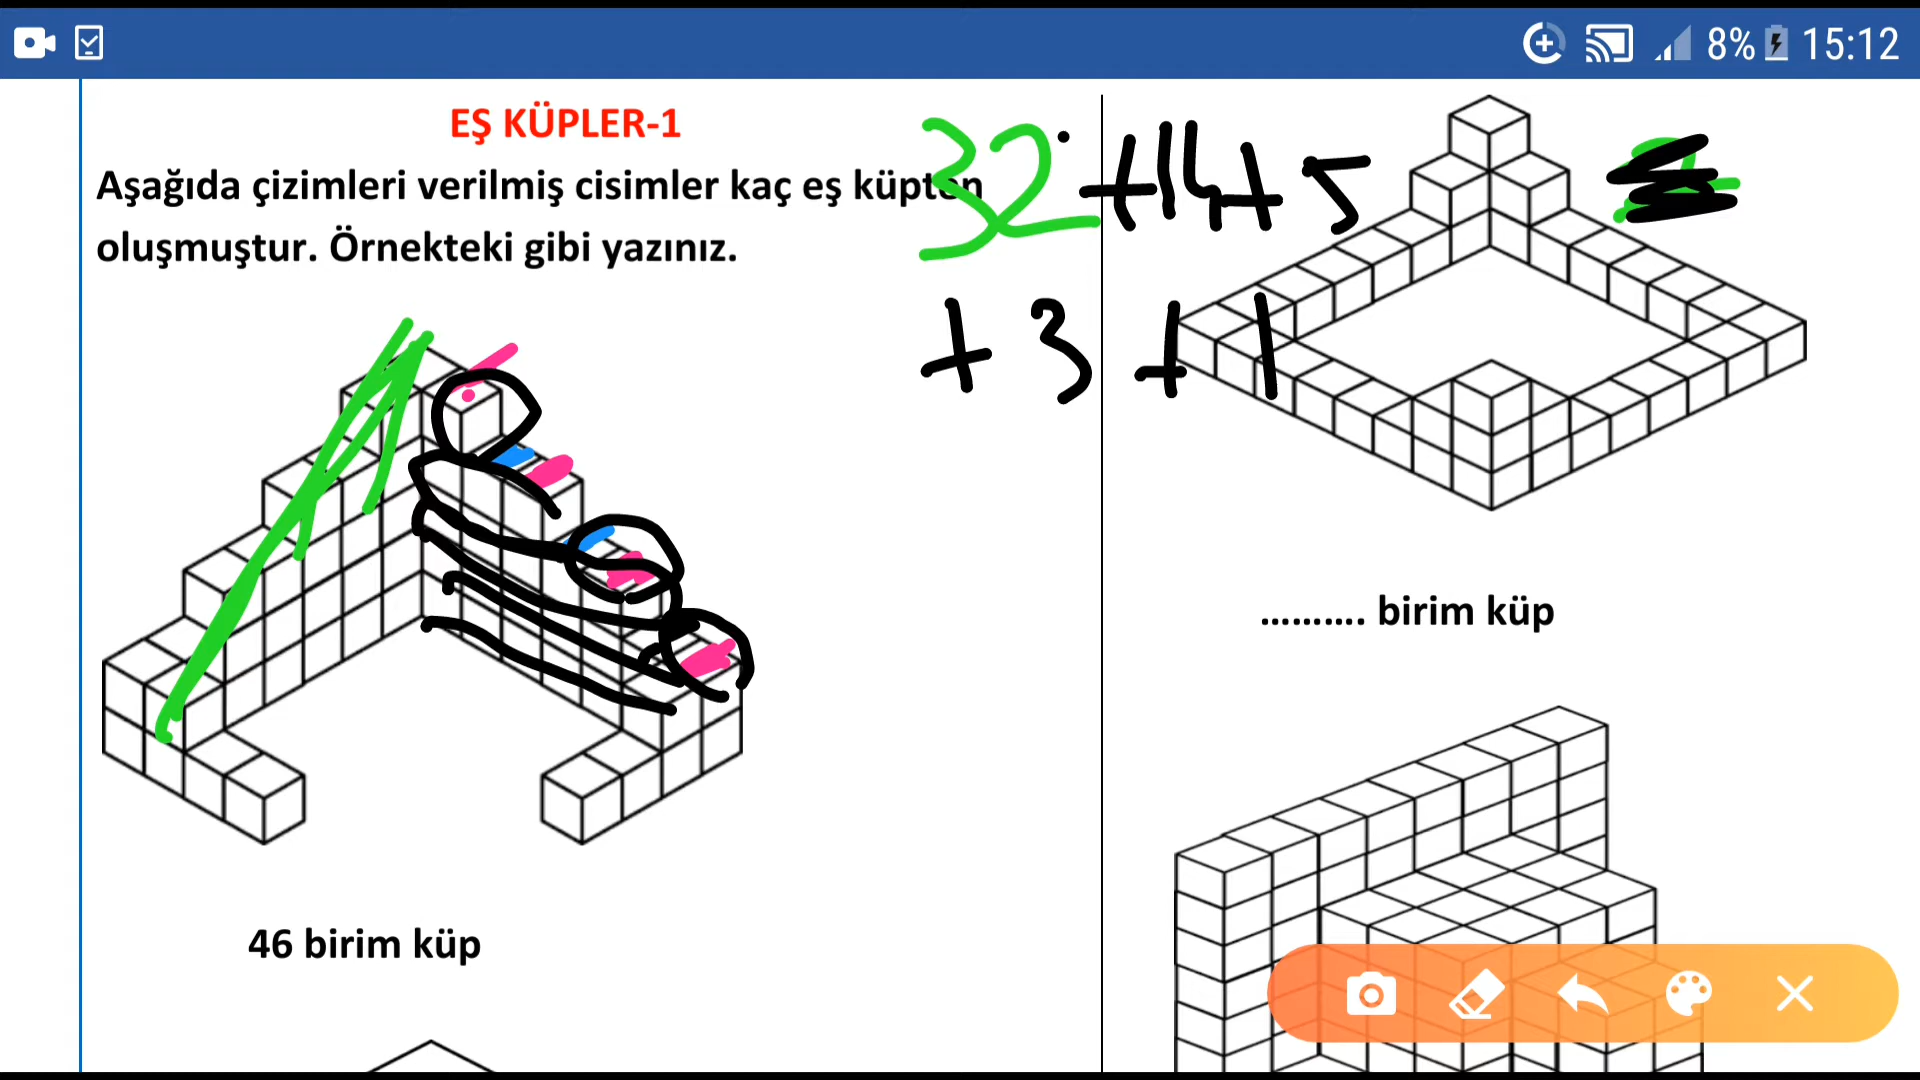 8% 15:12
EŞ KÜPLER-1
Aşağıda çizimleri verilmiş cisimler kaç eş küpten
oluşmuştur. Örnekteki gibi yazınız.
32 +14+ 5
+ 3 + 1
46 birim küp
.......... birim küp